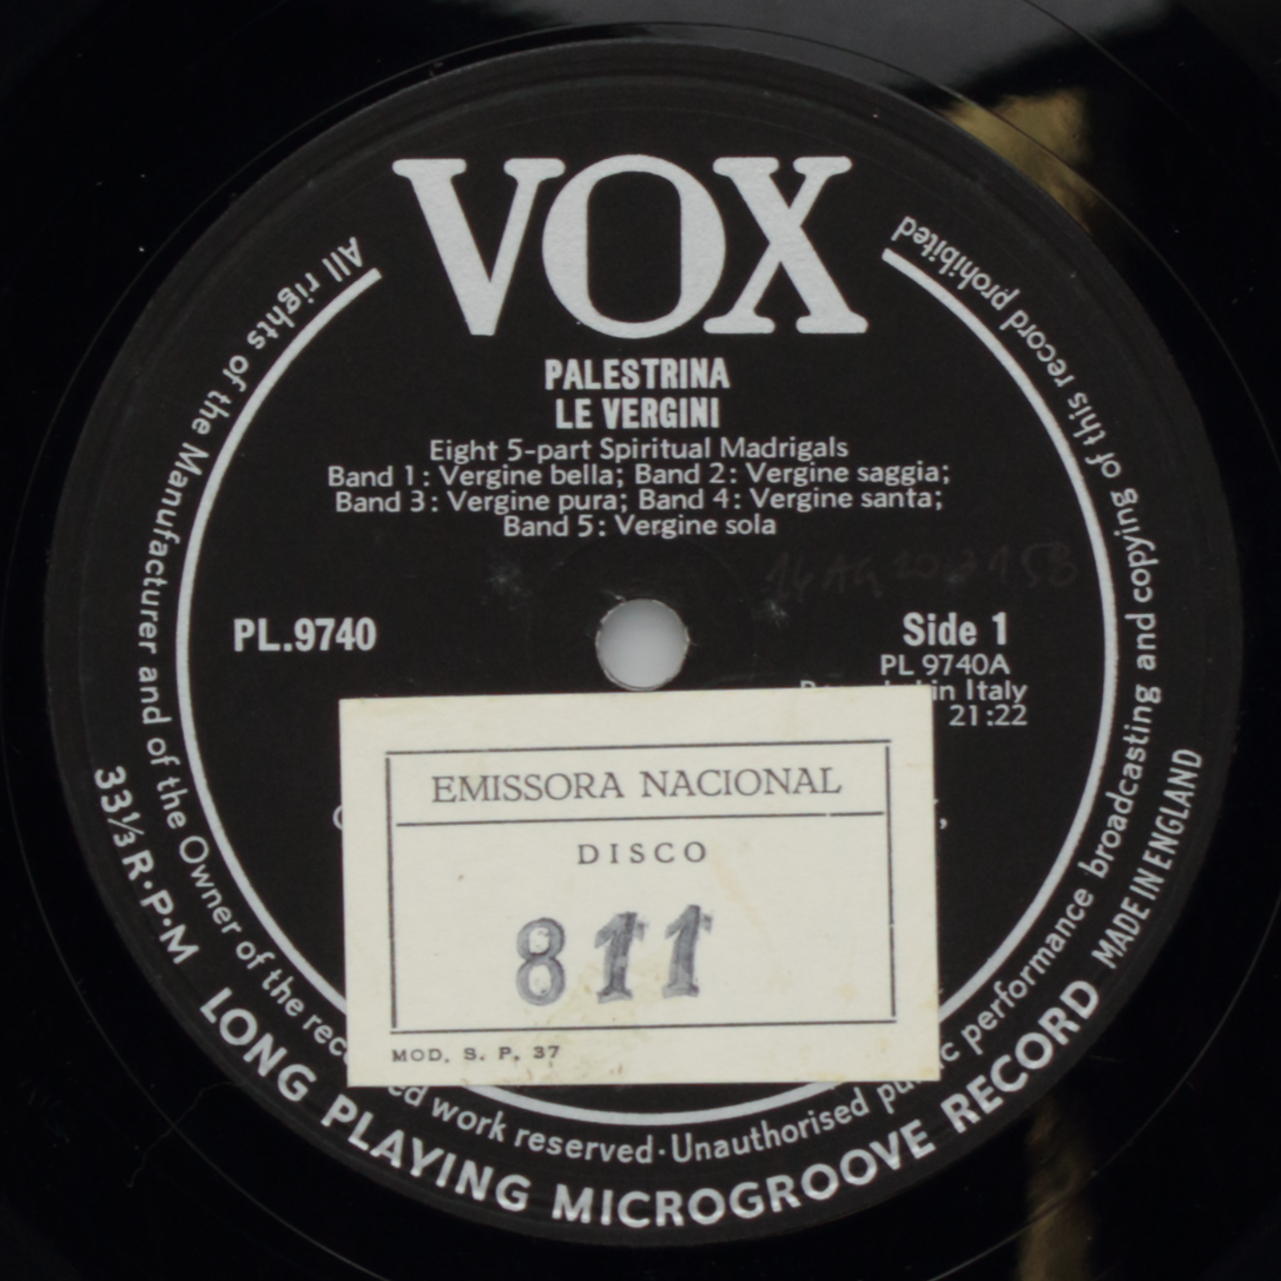 VOX
PALESTRINA
LE VERGINI
Eight 5-part Spiritual Madrigals
Band 1: Vergine bella; Band 2: Vergine saggia;
Band 3: Vergine pura; Band 4: Vergine santa;
Band 5: Vergine sola
PL.9740
Side 1
PL 9740A
in Italy
21:22
EMISSORA NACIONAL
DISCO
811
MOD. S. P. 37
All rights of the Manufacturer and of the Owner of the work reserved·Unauthorised performance broadcasting and copying of this record prohibited
33⅓ R·P·M
LONG PLAYING MICROGROOVE RECORD
MADE IN ENGLAND